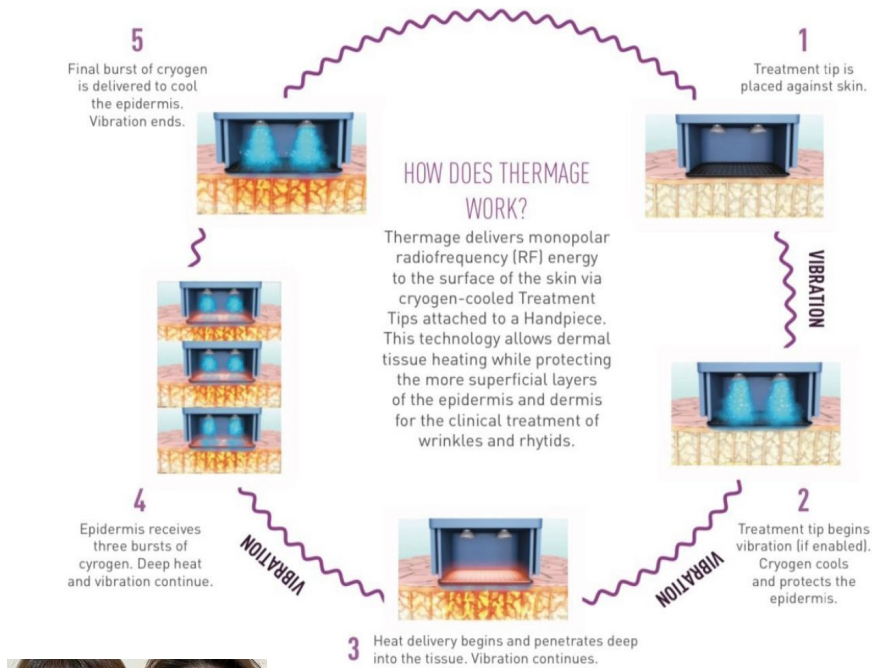 HOW DOES THERMAGE
WORK?
Thermage delivers monopolar
radiofrequency (RF) energy
to the surface of the skin via
cryogen-cooled Treatment
Tips attached to a Handpiece.
This technology allows dermal
tissue heating while protecting
the more superficial layers
of the epidermis and dermis
for the clinical treatment of
wrinkles and rhytids.
1
Treatment tip is
placed against skin.
VIBRATION
2
Treatment tip begins
vibration (if enabled).
Cryogen cools
and protects the
epidermis.
VIBRATION
3
Heat delivery begins and penetrates deep
into the tissue. Vibration continues.
VIBRATION
4
Epidermis receives
three bursts of
cyrogen. Deep heat
and vibration continue.
5
Final burst of cryogen
is delivered to cool
the epidermis.
Vibration ends.